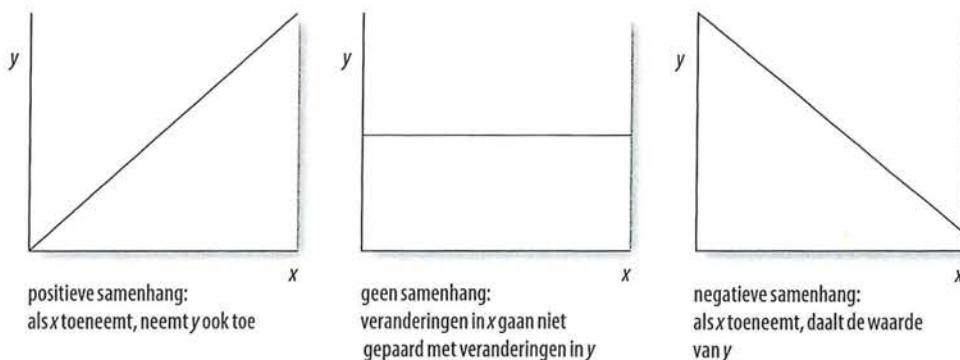 y
x
positieve samenhang:
als x toeneemt, neemt y ook toe
y
x
geen samenhang:
veranderingen in x gaan niet
gepaard met veranderingen in y
y
x
negatieve samenhang:
als x toeneemt, daalt de waarde
van y